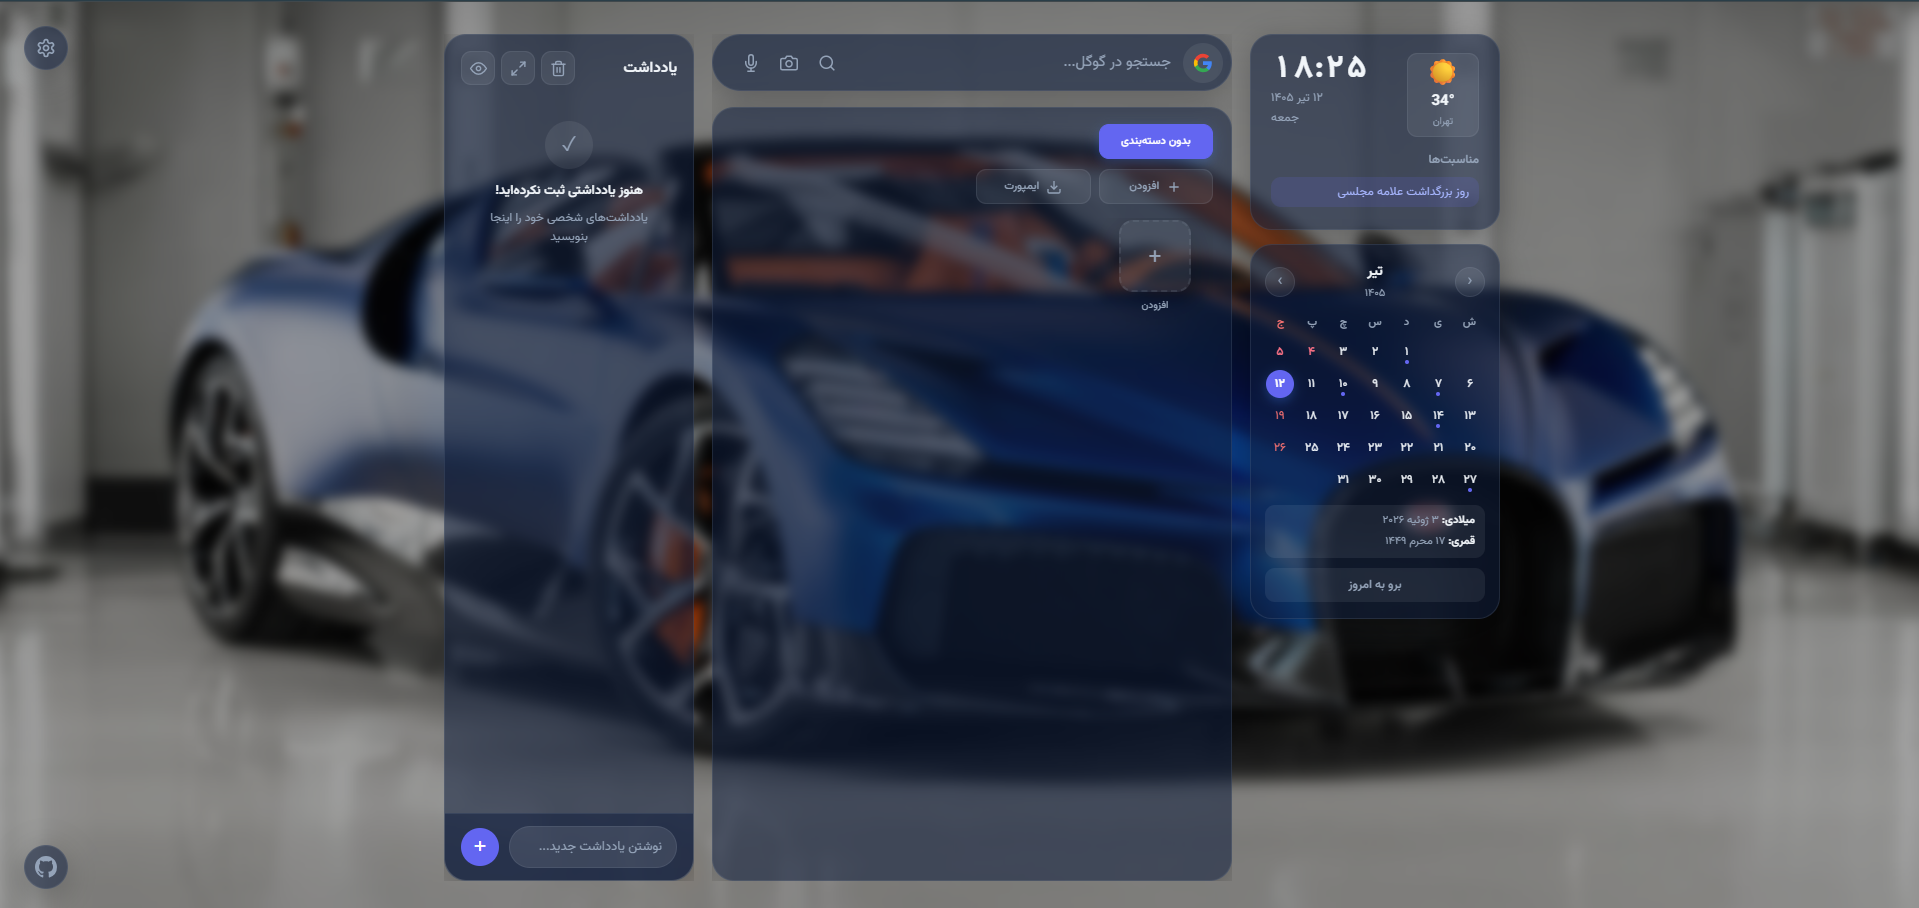 ۱۸:۲۵
۱۲ تیر ۱۴۰۵
جمعه
34°
تهران
مناسبت‌ها
روز بزرگداشت علامه مجلسی
تیر
۱۴۰۵
ش ی د س چ پ ج
۱ ۲ ۳ ۴ ۵
۶ ۷ ۸ ۹ ۱۰ ۱۱ ۱۲
۱۳ ۱۴ ۱۵ ۱۶ ۱۷ ۱۸ ۱۹
۲۰ ۲۱ ۲۲ ۲۳ ۲۴ ۲۵ ۲۶
۲۷ ۲۸ ۲۹ ۳۰ ۳۱
میلادی: ۳ ژوئیه ۲۰۲۶
قمری: ۱۷ محرم ۱۴۴۹
برو به امروز
جستجو در گوگل...
بدون دسته‌بندی
افزودن
ایمپورت
افزودن
یادداشت
هنوز یادداشتی ثبت نکرده‌اید!
یادداشت‌های شخصی خود را اینجا
بنویسید
نوشتن یادداشت جدید...